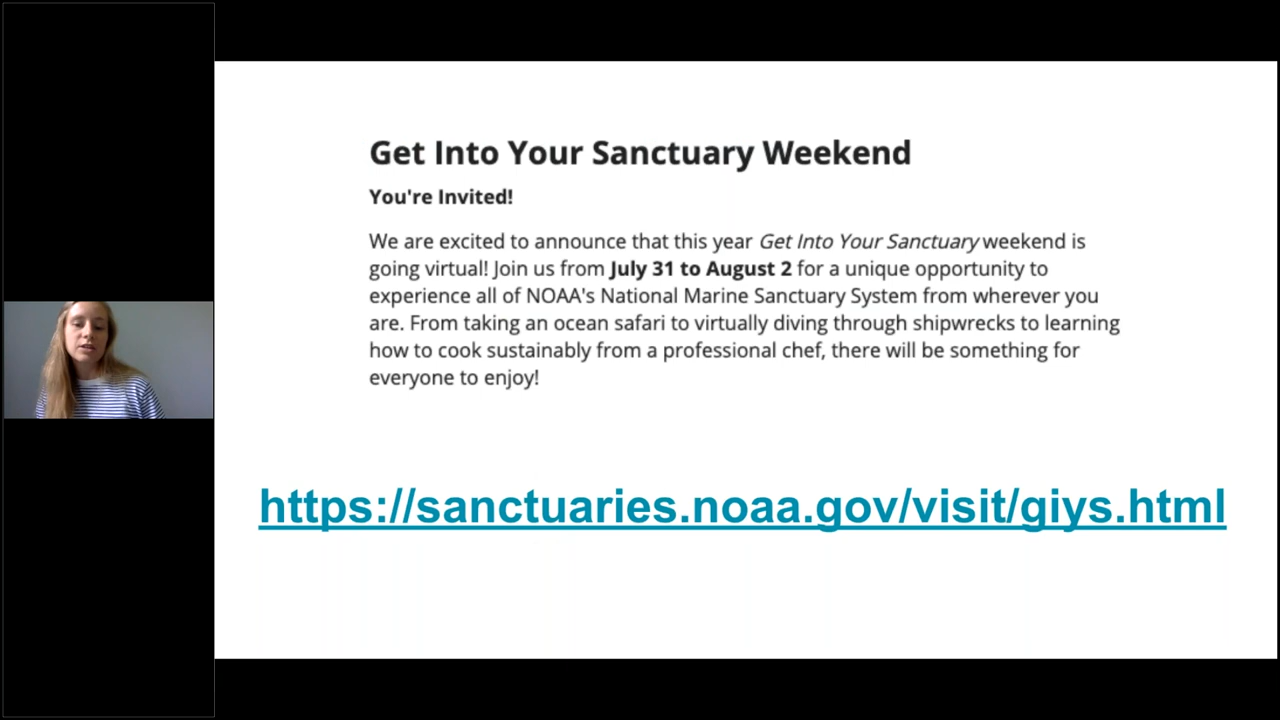 Get Into Your Sanctuary Weekend
You're Invited!
We are excited to announce that this year Get Into Your Sanctuary weekend is
going virtual! Join us from July 31 to August 2 for a unique opportunity to
experience all of NOAA's National Marine Sanctuary System from wherever you
are. From taking an ocean safari to virtually diving through shipwrecks to learning
how to cook sustainably from a professional chef, there will be something for
everyone to enjoy!
https://sanctuaries.noaa.gov/visit/giys.html